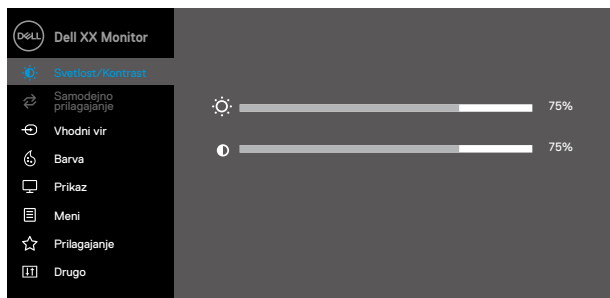 DELL Dell XX Monitor
Svetlost/Kontrast
Samodejno
prilagajanje
75%
Vhodni vir
75%
Barva
Prikaz
Meni
Prilagajanje
Drugo